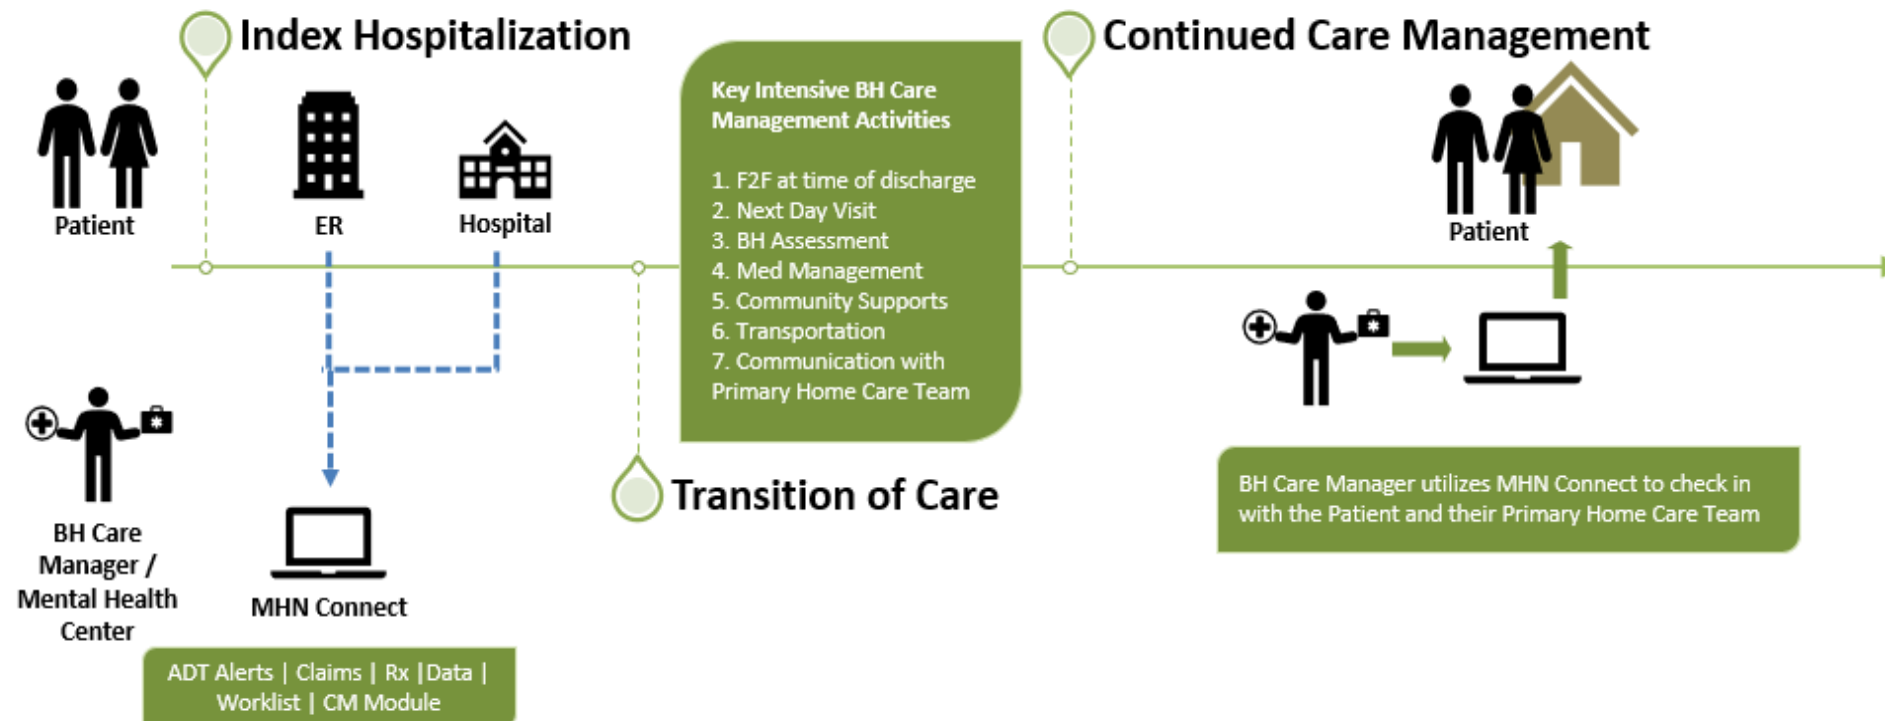 Index Hospitalization
Continued Care Management
Patient
ER
Hospital
Key Intensive BH Care
Management Activities
1. F2F at time of discharge
2. Next Day Visit
3. BH Assessment
4. Med Management
5. Community Supports
6. Transportation
7. Communication with
Primary Home Care Team
Patient
Transition of Care
BH Care
Manager /
Mental Health
Center
MHN Connect
ADT Alerts | Claims | Rx |Data |
Worklist | CM Module
BH Care Manager utilizes MHN Connect to check in
with the Patient and their Primary Home Care Team